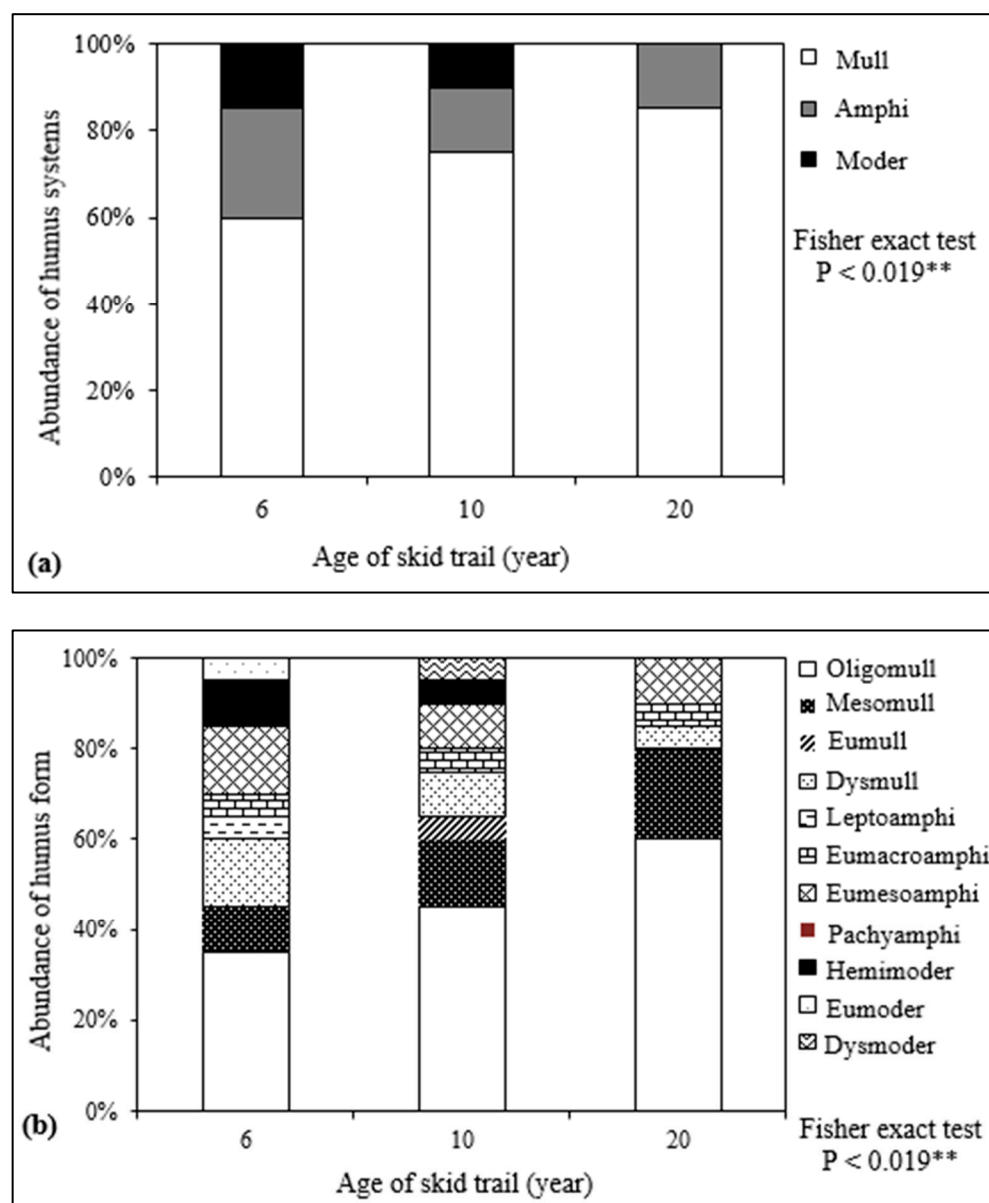 100%
80%
60%
40%
20%
0%
Abundance of humus systems
6 10 20
Age of skid trail (year)
(a)
Mull
Amphi
Moder
Fisher exact test
P < 0.019**
100%
80%
60%
40%
20%
0%
Abundance of humus form
6 10 20
Age of skid trail (year)
(b)
Oligomull
Mesomull
Eumull
Dysmull
Leptoamphi
Eumacroamphi
Eumesoamphi
Pachyamphi
Hemimoder
Eumoder
Dysmoder
Fisher exact test
P < 0.019**